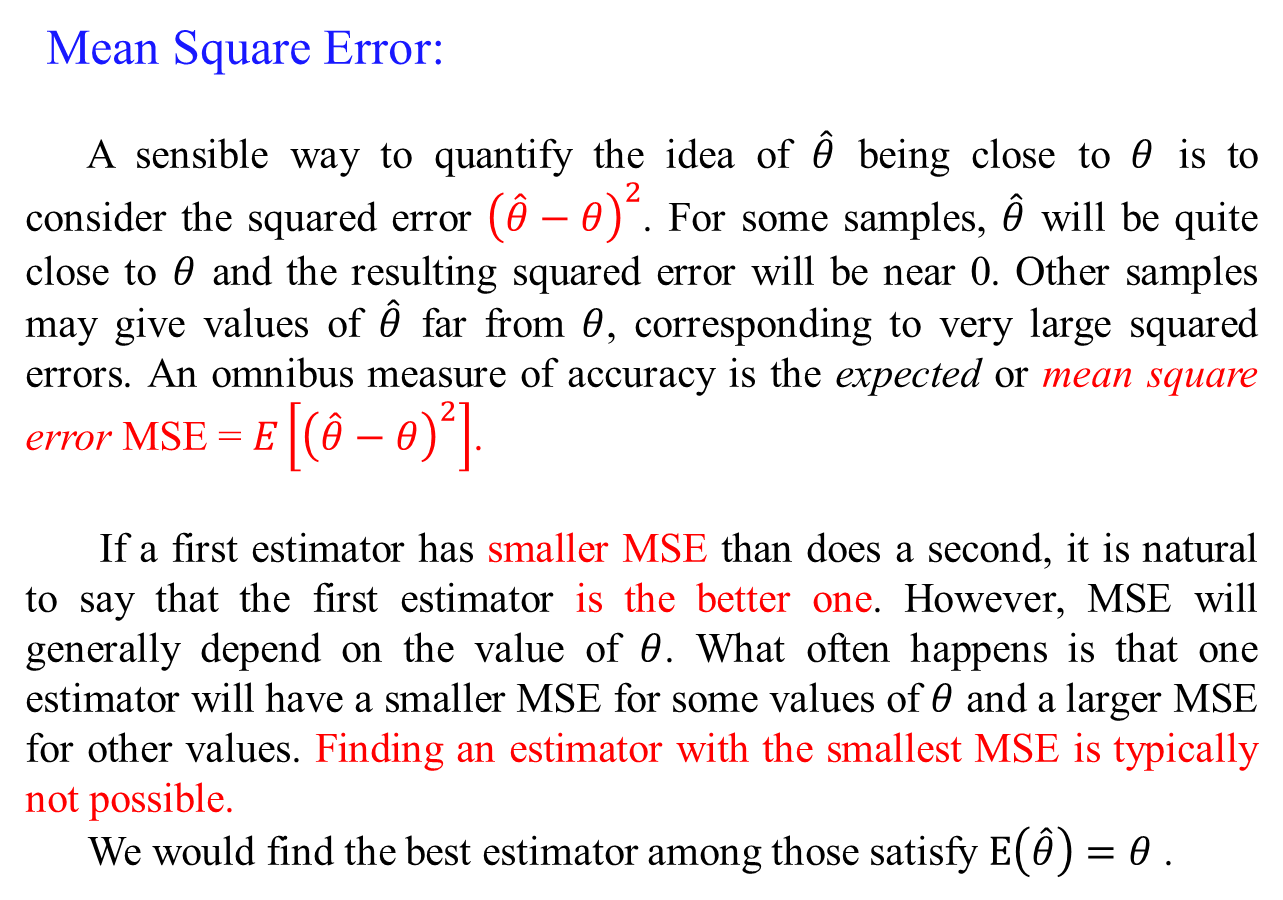 Mean Square Error:
A sensible way to quantify the idea of θ̂ being close to θ is to
consider the squared error (θ̂ − θ)². For some samples, θ̂ will be quite
close to θ and the resulting squared error will be near 0. Other samples
may give values of θ̂ far from θ, corresponding to very large squared
errors. An omnibus measure of accuracy is the expected or mean square
error MSE = E[(θ̂ − θ)²].
If a first estimator has smaller MSE than does a second, it is natural
to say that the first estimator is the better one. However, MSE will
generally depend on the value of θ. What often happens is that one
estimator will have a smaller MSE for some values of θ and a larger MSE
for other values. Finding an estimator with the smallest MSE is typically
not possible.
We would find the best estimator among those satisfy E(θ̂) = θ .